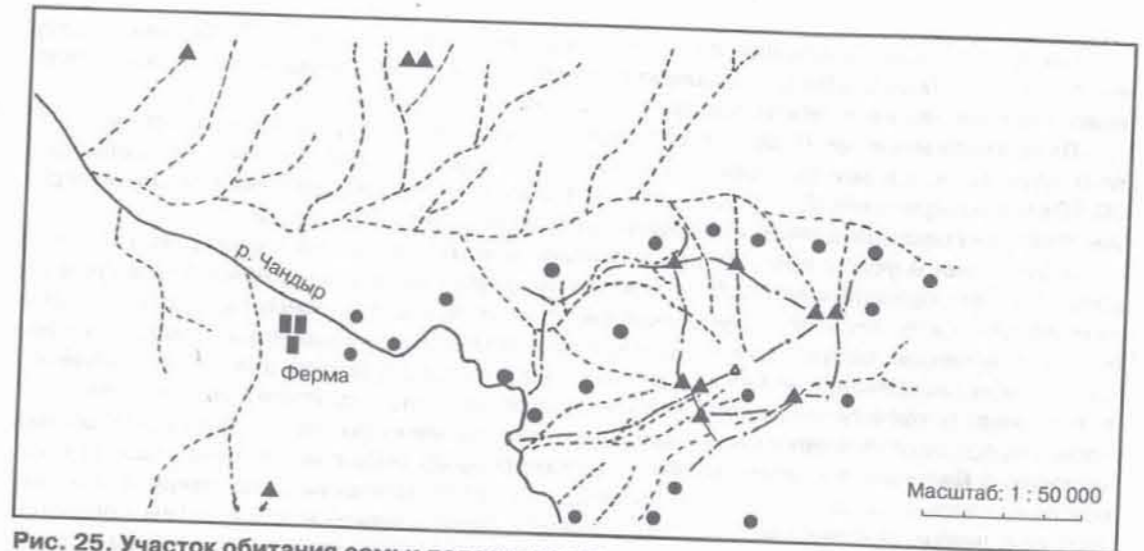 р. Чандыр
Ферма
Масштаб: 1 : 50 000
Рис. 25. Участок обитания семьи